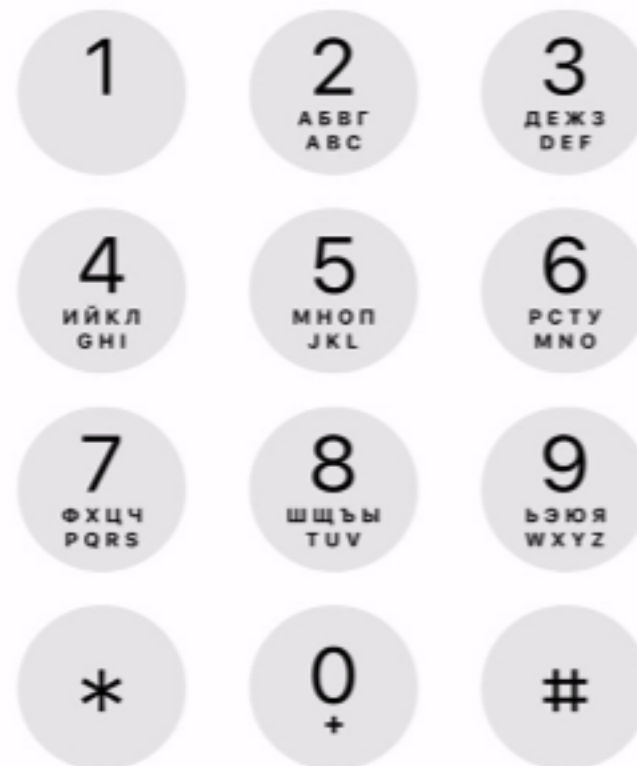 1 2 3
АБВГ ДЕЖЗ
ABC DEF
4 5 6
ИЙКЛ МНОП РСТУ
GHI JKL MNO
7 8 9
ФХЦЧ ШЩЪЫ ЬЭЮЯ
PQRS TUV WXYZ
* 0 #
+